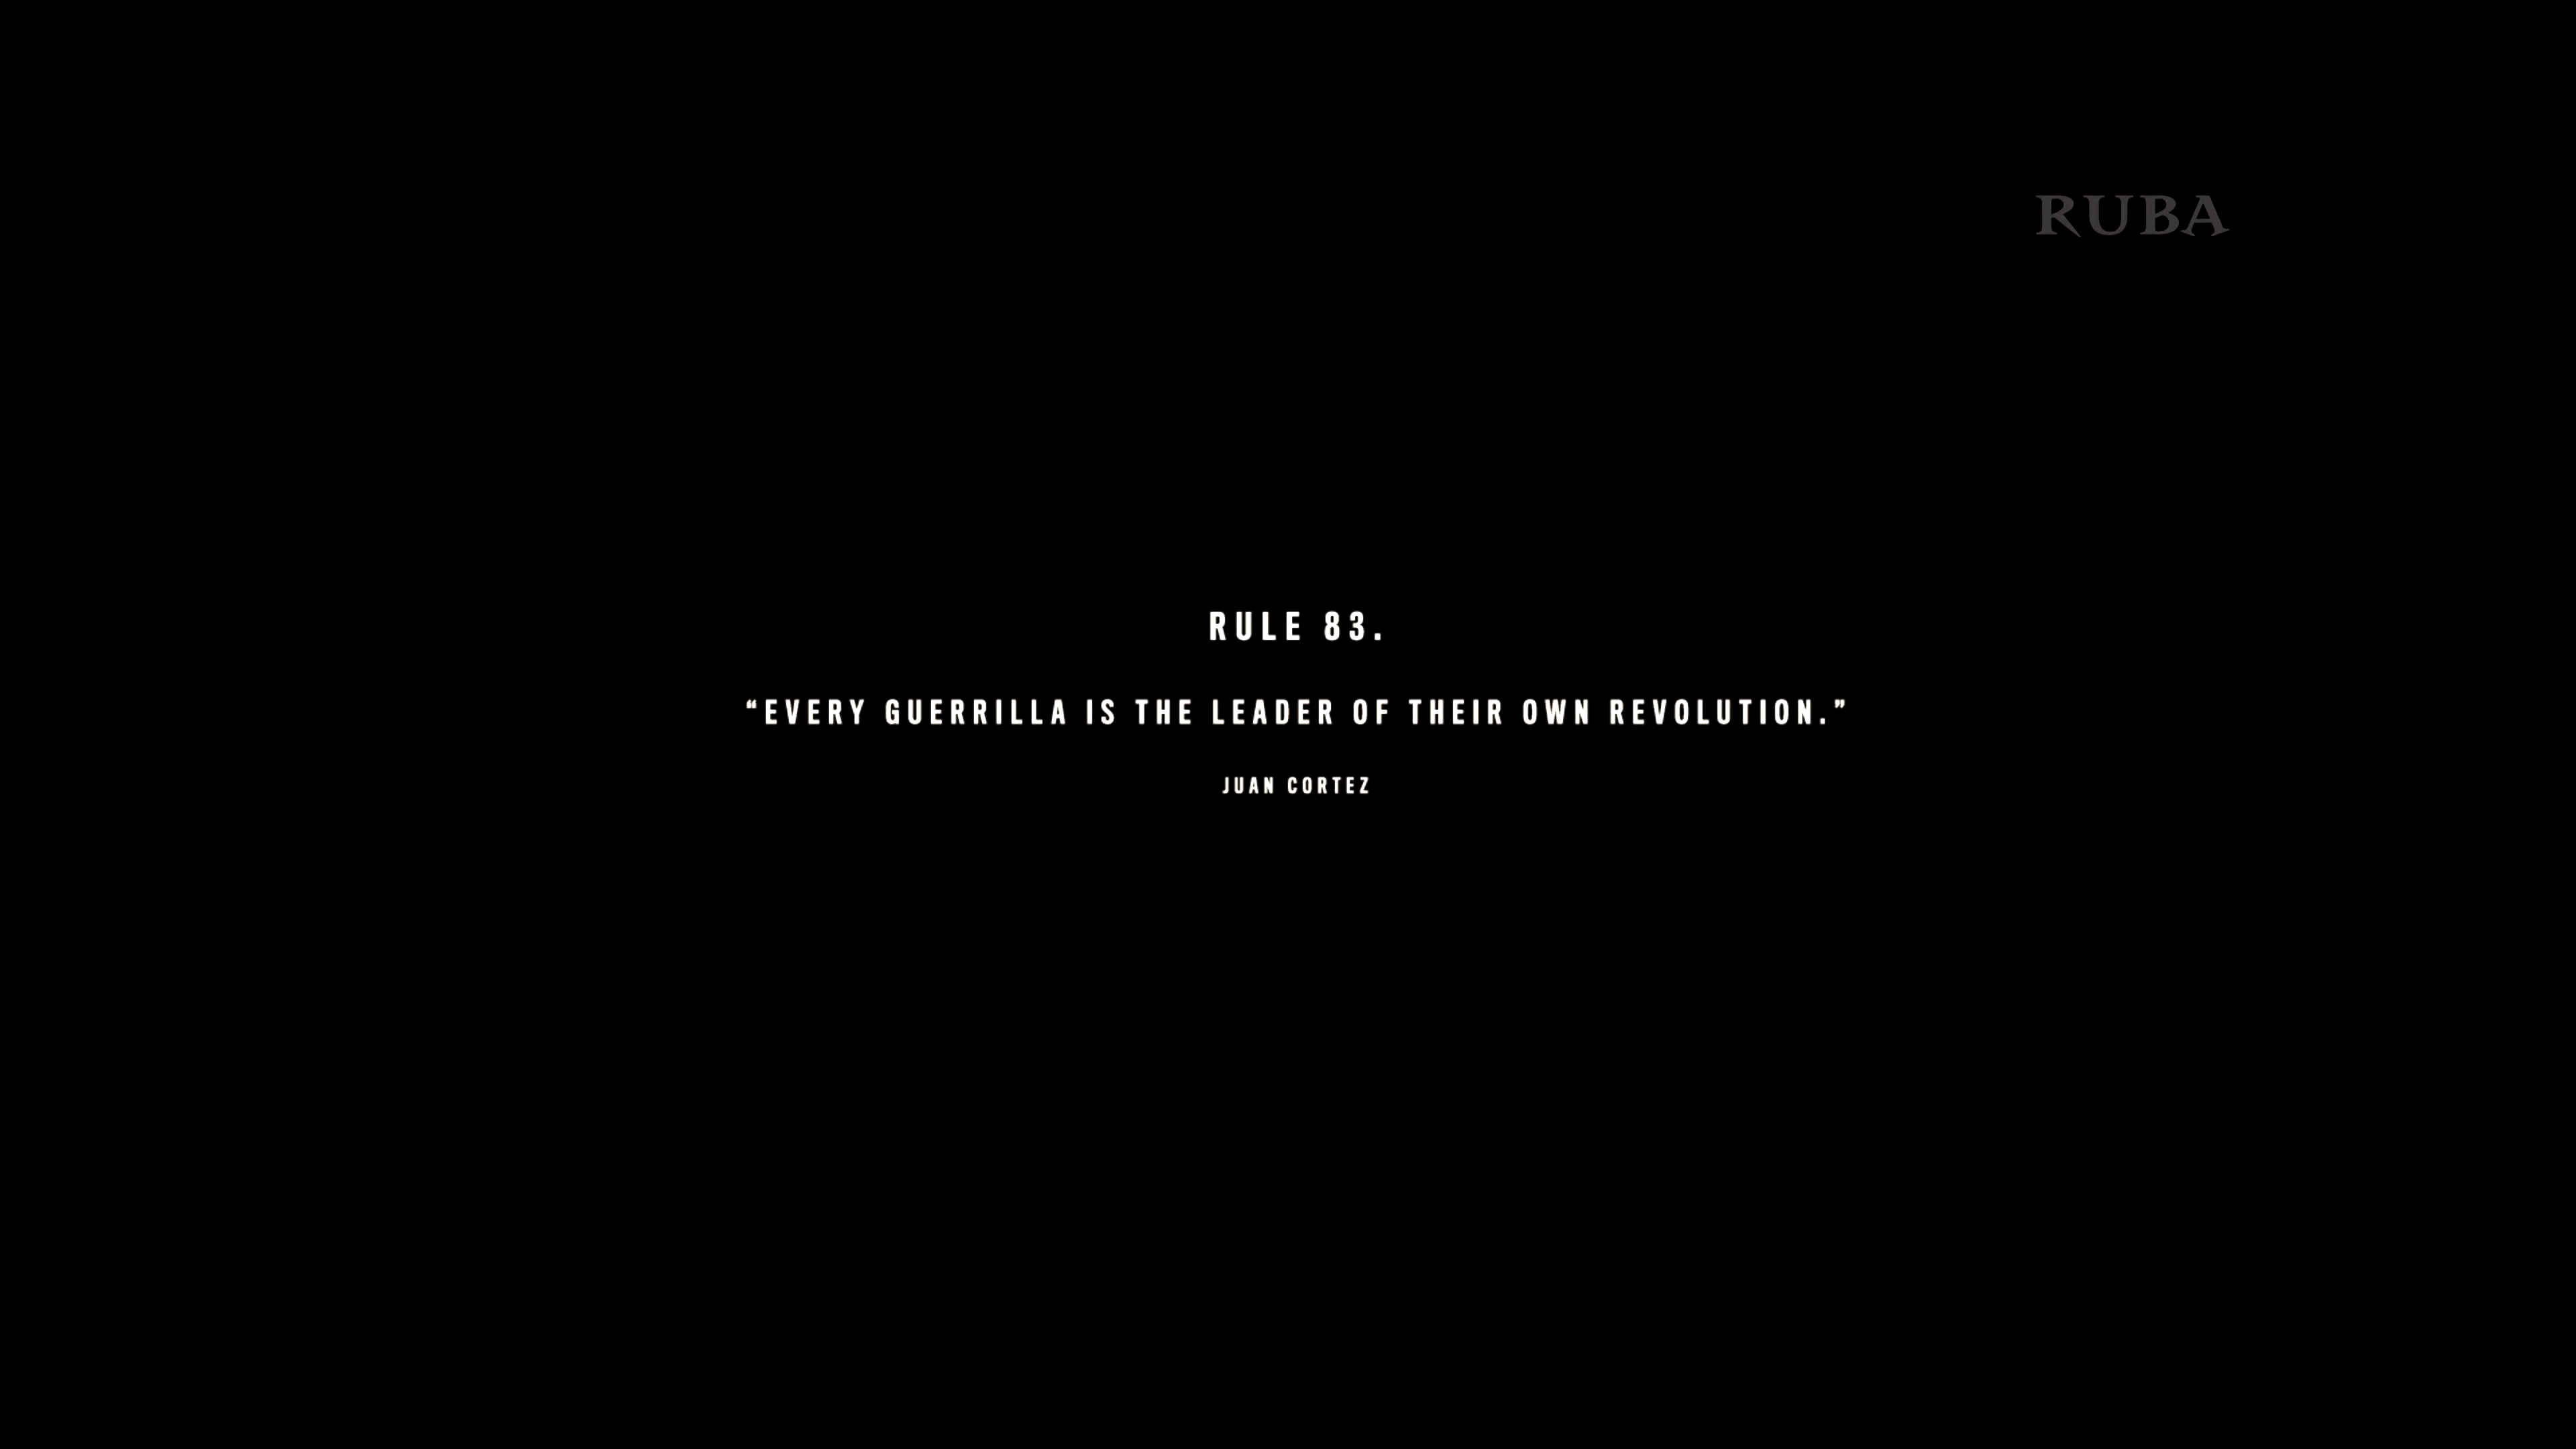 RUBA
RULE 83.
“EVERY GUERRILLA IS THE LEADER OF THEIR OWN REVOLUTION.”
JUAN CORTEZ